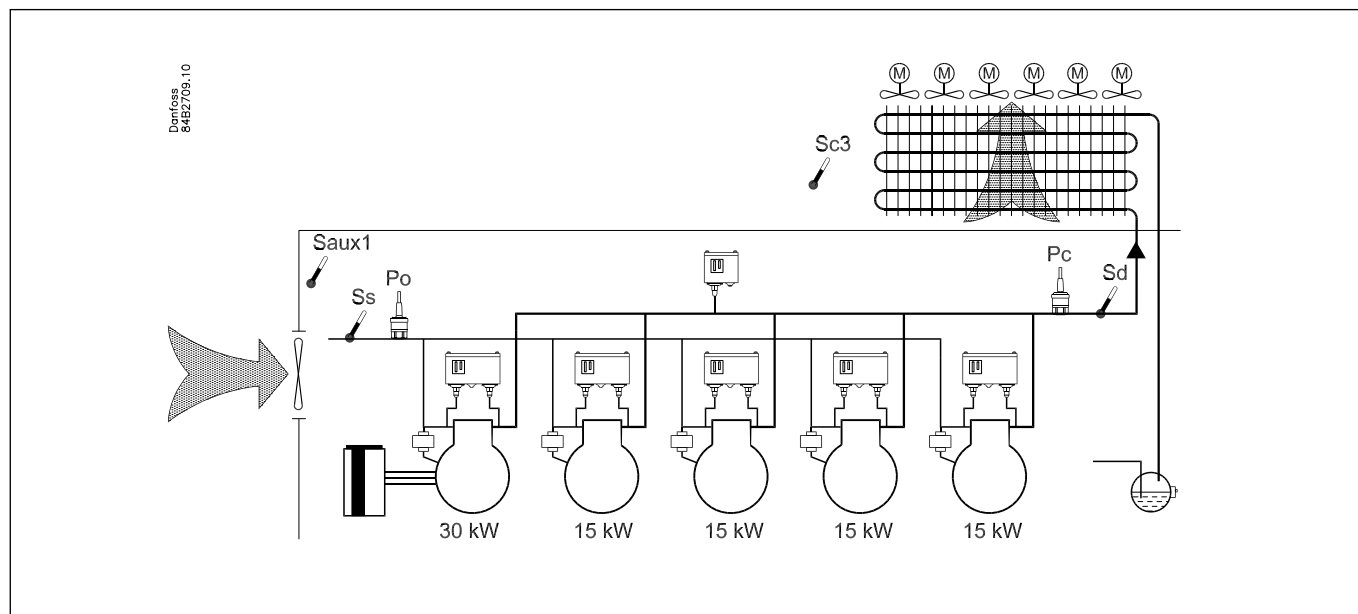 Danfoss
84B2709.10
M M M M M M
Sc3
Saux1
Ss
Po
Pc
Sd
30 kW 15 kW 15 kW 15 kW 15 kW